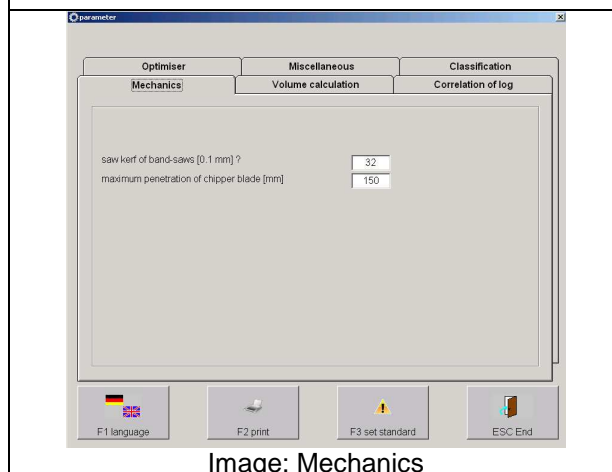 parameter
Optimiser Miscellaneous Classification
Mechanics Volume calculation Correlation of log
saw kerf of band-saws [0.1 mm] ? 32
maximum penetration of chipper blade [mm] 150
F1 language F2 print F3 set standard ESC End
Image: Mechanics